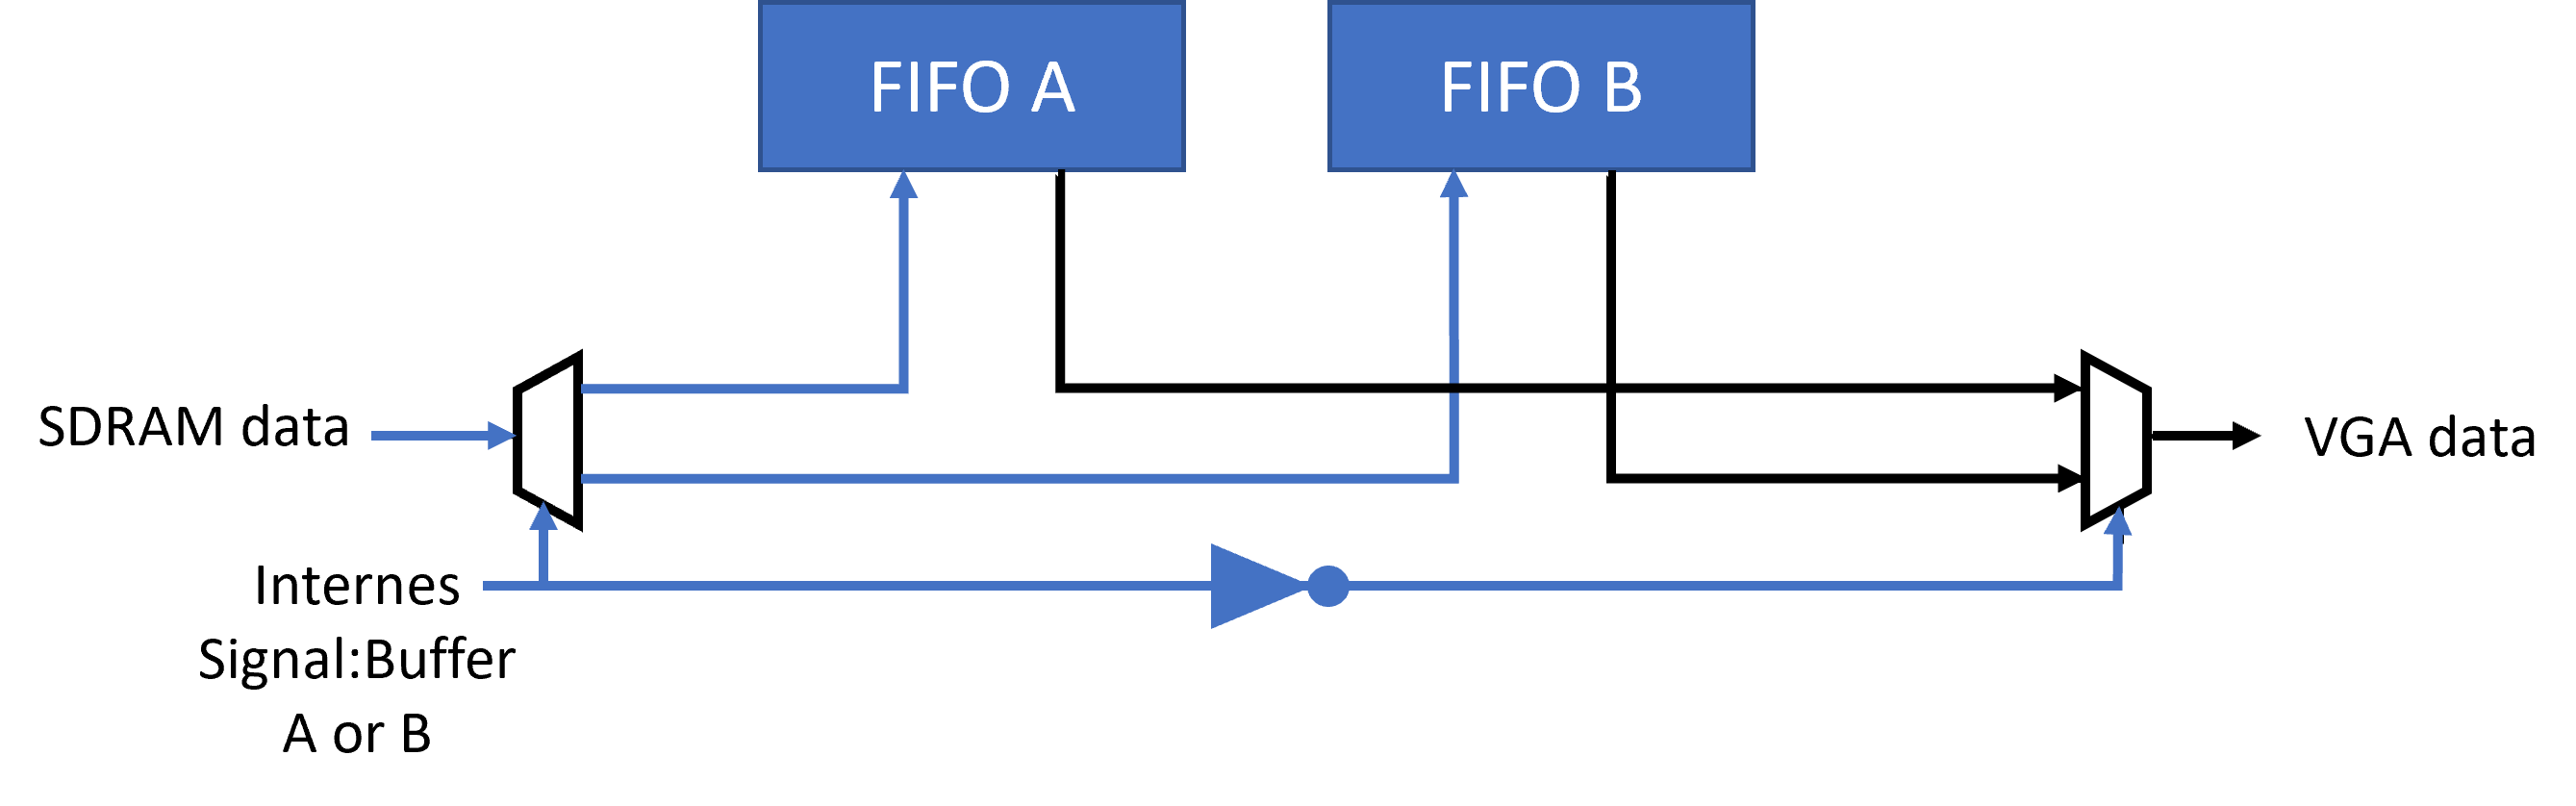 FIFO A
FIFO B
SDRAM data
VGA data
Internes
Signal:Buffer
A or B